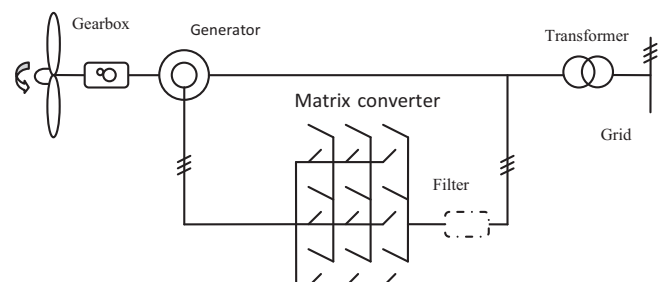 Gearbox
Generator
Transformer
Matrix converter
Grid
Filter